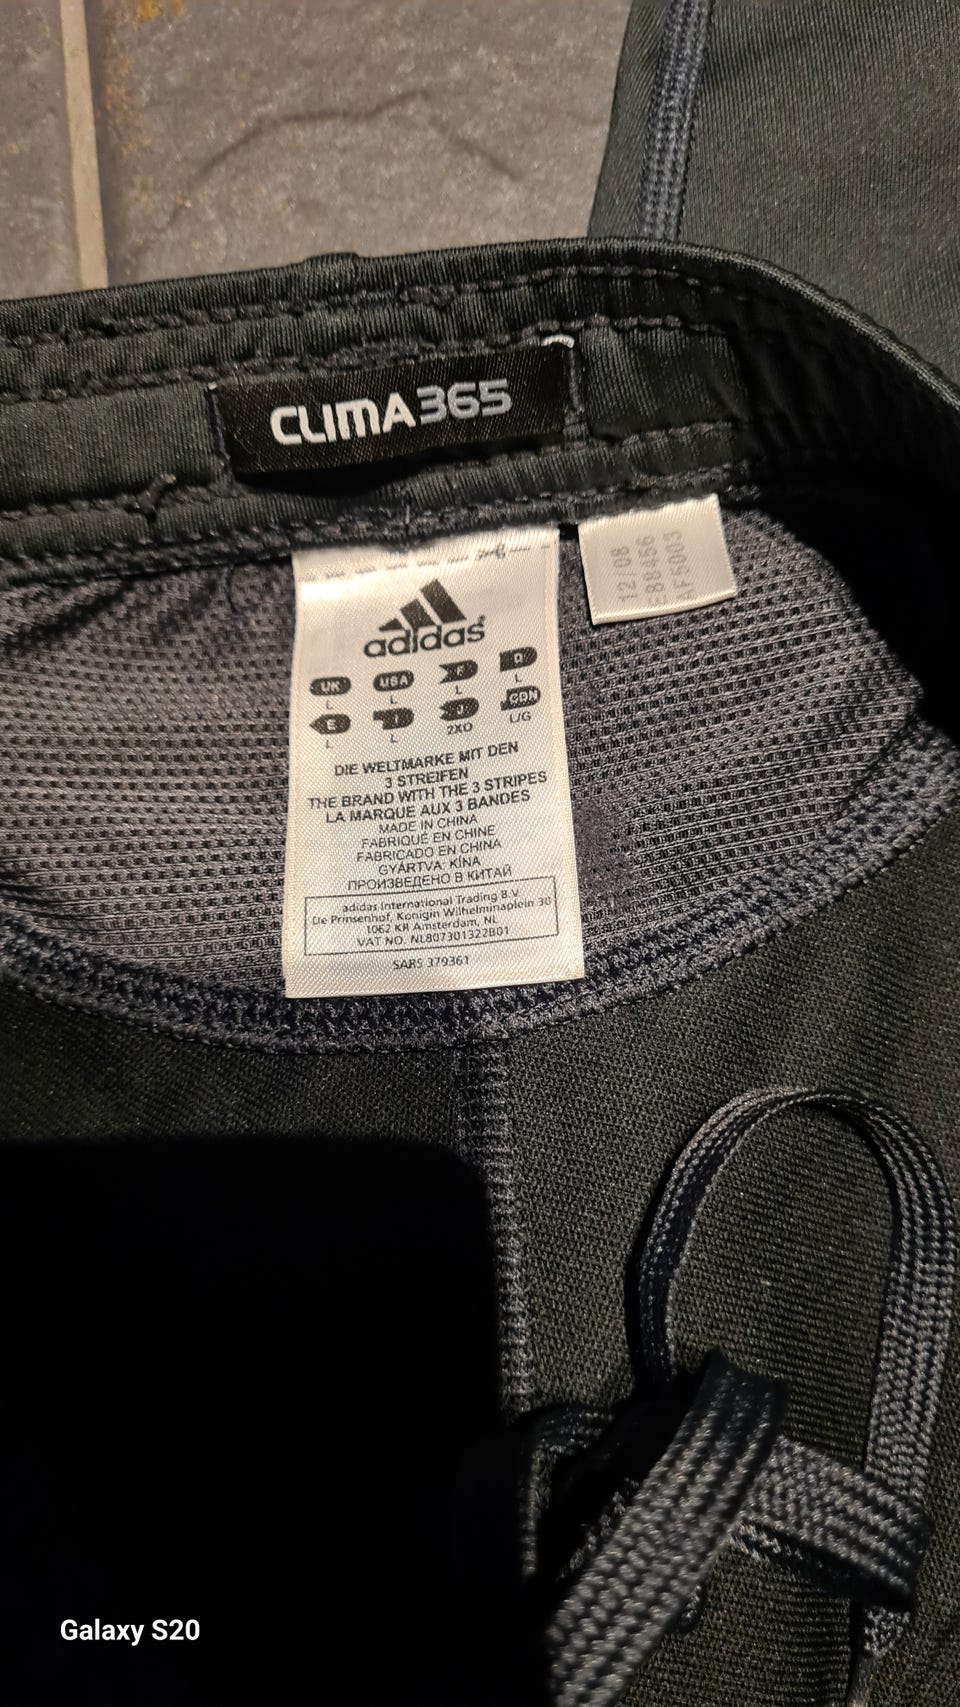 CLIMA365
adidas
UK USA F D
L L L L
E I J CDN
L L 2XO L/G
DIE WELTMARKE MIT DEN
3 STREIFEN
THE BRAND WITH THE 3 STRIPES
LA MARQUE AUX 3 BANDES
MADE IN CHINA
FABRIQUÉ EN CHINE
FABRICADO EN CHINA
GYÁRTVA: KÍNA
ПРОИЗВЕДЕНО В КИТАЙ
adidas International Trading B.V.
De Prinsenhof, Konigin Wilhelminaplein 30
1062 KR Amsterdam, NL
VAT NO. NL807301322B01
SARS 379361
12/08
E88456
AF5003
Galaxy S20